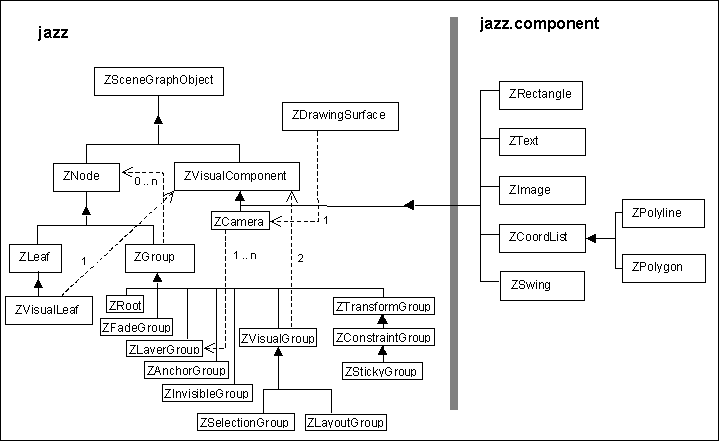 jazz
jazz.component
ZSceneGraphObject
ZDrawingSurface
ZRectangle
ZText
ZNode
0..n
ZVisualComponent
ZImage
ZCamera
1
ZPolyline
ZCoordList
ZLeaf
1
ZGroup
1..n
2
ZPolygon
ZSwing
ZVisualLeaf
ZRoot
ZTransformGroup
ZFadeGroup
ZVisualGroup
ZConstraintGroup
ZLayerGroup
ZAnchorGroup
ZStickyGroup
ZInvisibleGroup
ZSelectionGroup
ZLayoutGroup